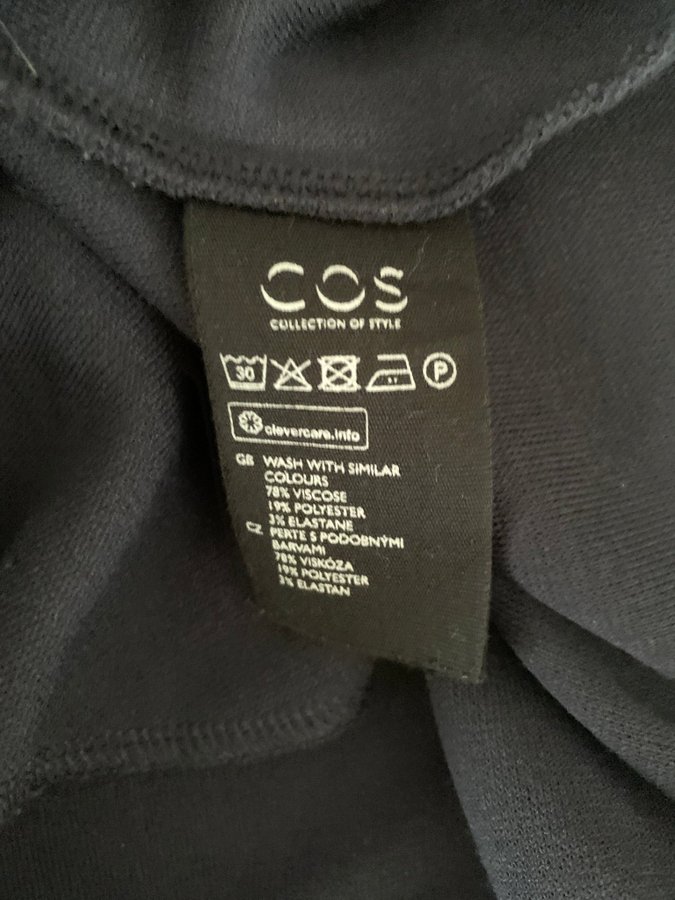 COS
COLLECTION OF STYLE
30 P
clevercare.info
GB WASH WITH SIMILAR
COLOURS
78% VISCOSE
19% POLYESTER
3% ELASTANE
CZ PERTE S PODOBNÝMI
BARVAMI
78% VISKÓZA
19% POLYESTER
3% ELASTAN